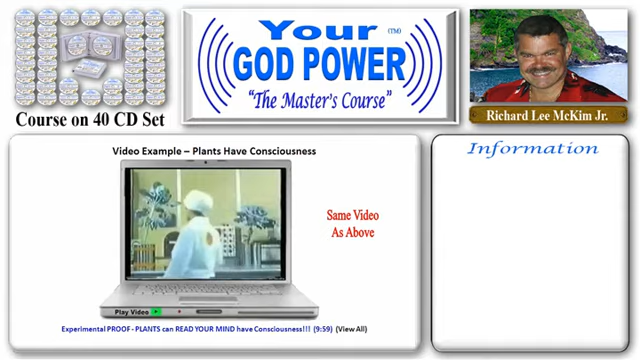 Your (TM)
GOD POWER
"The Master's Course"
Course on 40 CD Set
Richard Lee McKim Jr.
Video Example – Plants Have Consciousness
Same Video
As Above
Play Video
Experimental PROOF - PLANTS can READ YOUR MIND have Consciousness!!! (9:59) (View All)
Information